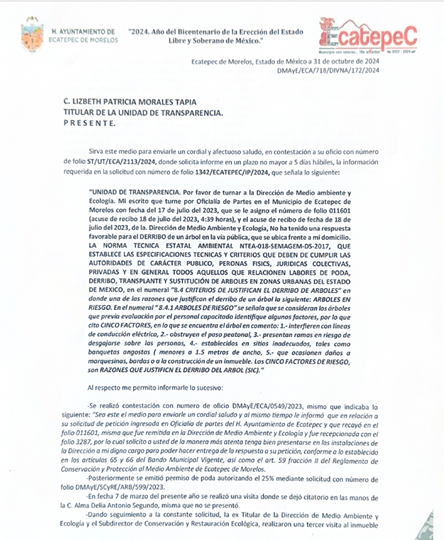 H. AYUNTAMIENTO DE
ECATEPEC DE MORELOS
"2024. Año del Bicentenario de la Erección del Estado
Libre y Soberano de México."
EcatepeC
Ecatepec de Morelos, Estado de México a 31 de octubre de 2024
DMAyE/ECA/718/DIVNA/172/2024
C. LIZBETH PATRICIA MORALES TAPIA
TITULAR DE LA UNIDAD DE TRANSPARENCIA.
P R E S E N T E.
Sirva este medio para enviarle un cordial y afectuoso saludo, en contestación a su oficio con número
de folio ST/UT/ECA/2113/2024, donde solicita informe en un plazo no mayor a 5 días hábiles, la información
requerida en la solicitud con número de folio 1342/ECATEPEC/IP/2024, que señala lo siguiente:
"UNIDAD DE TRANSPARENCIA. Por favor de turnar a la Dirección de Medio ambiente y
Ecología. Mi escrito que turne por Oficialía de Partes en el Municipio de Ecatepec de
Morelos con fecha del 17 de julio del 2023, que se le asigno el número de folio 011601
(acuse de recibo 18 de julio del 2023, 4:39 horas), y el acuse de recibo de fecha de 18
de julio del 2023, de la Dirección de Medio Ambiente y Ecología, No ha tenido una respuesta
favorable para el DERRIBO de un árbol en la vía pública, que se ubica frente a mi domicilio.
LA NORMA TECNICA ESTATAL AMBIENTAL NTEA-018-SEMAGEM-DS-2017, QUE
ESTABLECE LAS ESPECIFICACIONES TECNICAS Y CRITERIOS QUE DEBEN DE CUMPLIR LAS
AUTORIDADES DE CARÁCTER PUBLICO, PERONAS FISICS, JURIDICAS COLECTIVAS,
PRIVADAS Y EN GENERAL TODOS AQUELLOS QUE RELACIONEN LABORES DE PODA,
DERRIBO, TRANPLANTE Y SUSTITUCIÓN DE ARBOLES EN ZONAS URBANAS DEL ESTADO
DE MEXICO, en el numeral "8.4 CRITERIOS DE JUSTIFICAN EL DERRIBO DE ARBOLES" en
donde una de las razones que justifican el derribo de un árbol la siguiente: ARBOLES EN
RIESGO. En el numeral "8.4.1 ARBOLES DE RIESGO" se señala que se consideran los árboles
que previa evaluación por el personal capacitado identifique algunos factores, por lo que
cito CINCO FACTORES, en lo que se encuentra el árbol en comento: 1.- interfieren con líneas
de conducción eléctrica, 2.- obstruyen el paso peatonal, 3.- presentan ramas en riesgo de
desgajarse sobre las personas, 4.- establecidos en sitios inadecuados, tales como
banquetas angostas ( menores a 1.5 metros de ancho, 5.- que ocasionen daños a
marquesinas, bardas o a la construcción de un inmueble. Los CINCO FACTORES DE RIESGO,
son RAZONES QUE JUSTIFICAN EL DERRIBO DEL ARBOL (SIC).
Al respecto me permito informarle lo sucesivo:
-Se realizó contestación con numero de oficio DMAyE/ECA/0549/2023, mismo que indicaba la
siguiente: "Sea este el medio para enviarle un cordial saludo y al mismo tiempo le informó que en relación a
su solicitud de petición ingresado en Oficialia de partes del H. Ayuntamiento de Ecatepec y que recayó en el
folio 011601, misma que fue remitida en la Dirección de Medio Ambiente y Ecología y fue recepcionado con el
folio 3287, por lo cual solicito a usted de la manera más atenta tenga bien presentarse en las instalaciones de
la Dirección a mi digno cargo para poder hacer entrega de la respuesta a su petición, conforme a lo establecido
en los artículos 65 y 66 del Bando Municipal Vigente, así como el art. 59 fracción II del Reglamento de
Conservación y Protección al Medio Ambiente de Ecatepec de Morelos.
-Posteriormente se emitió permiso de poda autorizando el 25% mediante solicitud con número de folio
DMAyE/SCyRE/ARB/599/2023.
-En fecha 7 de marzo del presente año se realizó una visita donde se dejó citatorio en las manos de
la C. Alma Delia Antonio Segundo, misma que no se presentó.
-Dando seguimiento a la constante solicitud, la ex Titular de la Dirección de Medio Ambiente y
Ecología y el Subdirector de Conservación y Restauración Ecológica, realizaron una tercer visita al inmueble